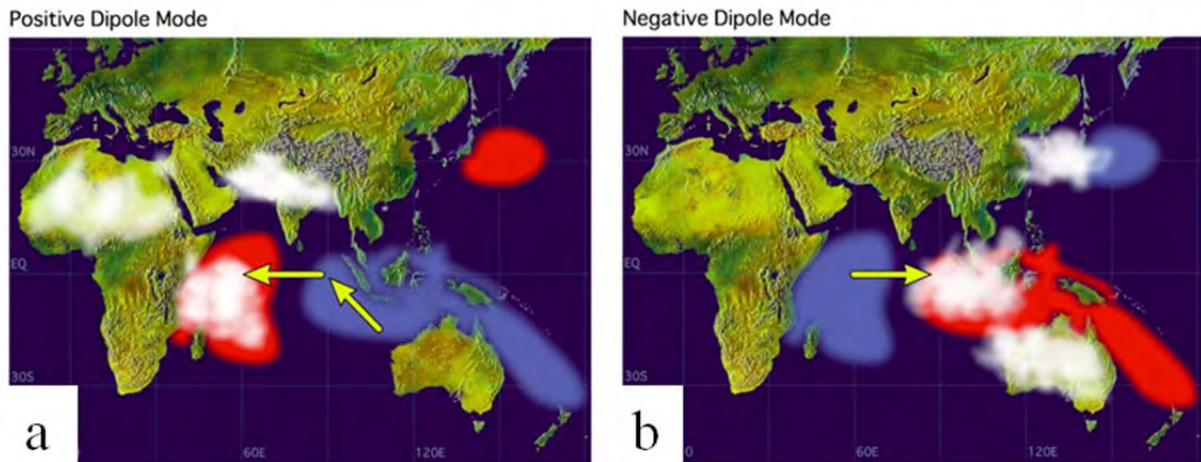 Positive Dipole Mode
30N
EQ
30S
60E
120E
a
Negative Dipole Mode
30N
EQ
30S
0
60E
120E
b